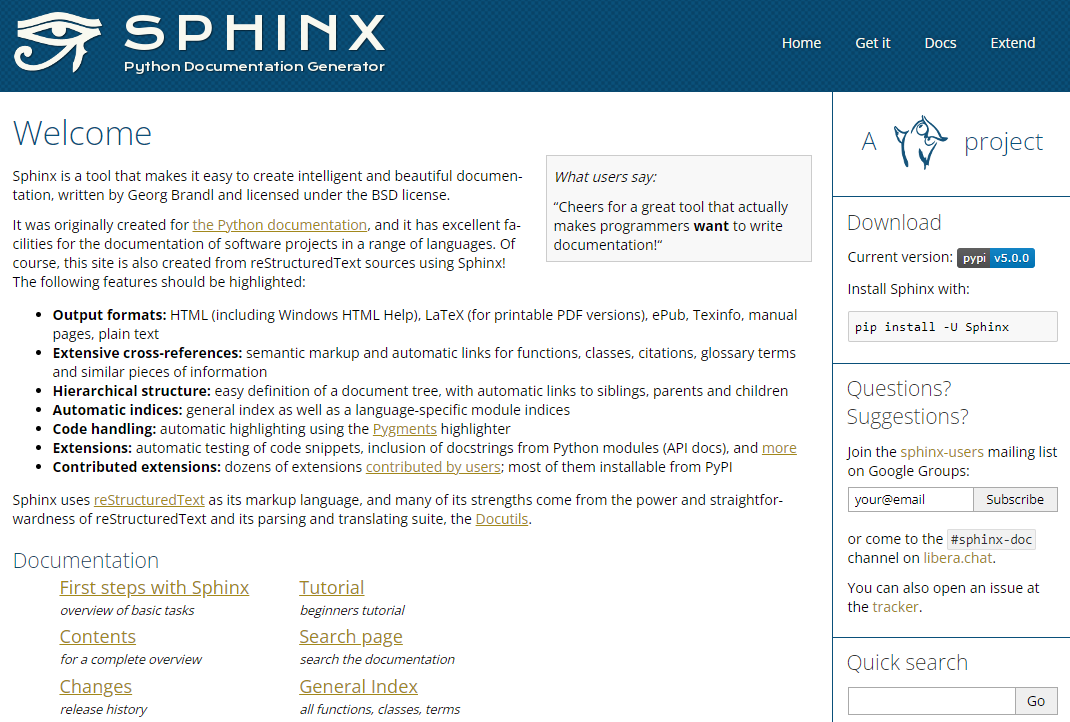 SPHINX
Python Documentation Generator
Home
Get it
Docs
Extend
Welcome
Sphinx is a tool that makes it easy to create intelligent and beautiful documen-
tation, written by Georg Brandl and licensed under the BSD license.
What users say:
“Cheers for a great tool that actually
makes programmers want to write
documentation!“
It was originally created for the Python documentation, and it has excellent fa-
cilities for the documentation of software projects in a range of languages. Of
course, this site is also created from reStructuredText sources using Sphinx!
The following features should be highlighted:
• Output formats: HTML (including Windows HTML Help), LaTeX (for printable PDF versions), ePub, Texinfo, manual
pages, plain text
• Extensive cross-references: semantic markup and automatic links for functions, classes, citations, glossary terms
and similar pieces of information
• Hierarchical structure: easy definition of a document tree, with automatic links to siblings, parents and children
• Automatic indices: general index as well as a language-specific module indices
• Code handling: automatic highlighting using the Pygments highlighter
• Extensions: automatic testing of code snippets, inclusion of docstrings from Python modules (API docs), and more
• Contributed extensions: dozens of extensions contributed by users; most of them installable from PyPI
Sphinx uses reStructuredText as its markup language, and many of its strengths come from the power and straightfor-
wardness of reStructuredText and its parsing and translating suite, the Docutils.
Documentation
First steps with Sphinx
overview of basic tasks
Tutorial
beginners tutorial
Contents
for a complete overview
Search page
search the documentation
Changes
release history
General Index
all functions, classes, terms
A project
Download
Current version: pypi v5.0.0
Install Sphinx with:
pip install -U Sphinx
Questions?
Suggestions?
Join the sphinx-users mailing list
on Google Groups:
your@email
Subscribe
or come to the #sphinx-doc
channel on libera.chat.
You can also open an issue at
the tracker.
Quick search
Go